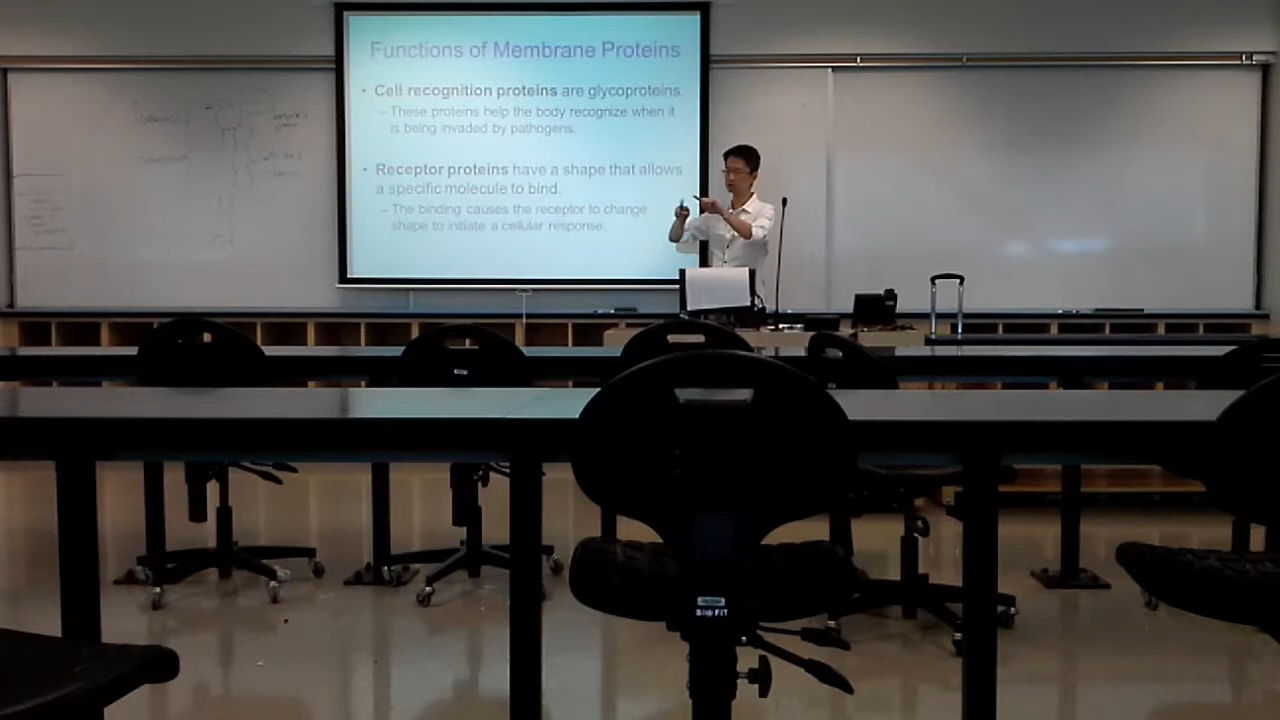 Functions of Membrane Proteins
• Cell recognition proteins are glycoproteins.
– These proteins help the body recognize when it
is being invaded by pathogens.
• Receptor proteins have a shape that allows
a specific molecule to bind.
– The binding causes the receptor to change
shape to initiate a cellular response.